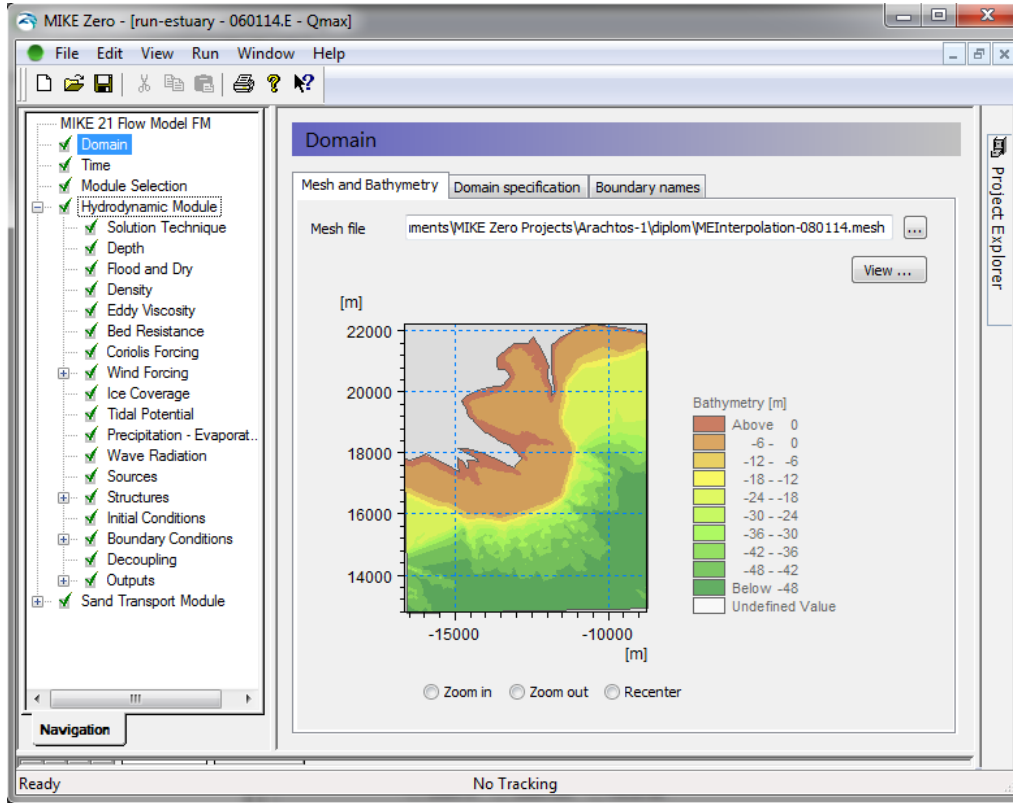 MIKE Zero - [run-estuary - 060114.E - Qmax]
File Edit View Run Window Help
MIKE 21 Flow Model FM
Domain
Time
Module Selection
Hydrodynamic Module
Solution Technique
Depth
Flood and Dry
Density
Eddy Viscosity
Bed Resistance
Coriolis Forcing
Wind Forcing
Ice Coverage
Tidal Potential
Precipitation - Evaporat..
Wave Radiation
Sources
Structures
Initial Conditions
Boundary Conditions
Decoupling
Outputs
Sand Transport Module
Navigation
Domain
Mesh and Bathymetry Domain specification Boundary names
Mesh file
ıments\MIKE Zero Projects\Arachtos-1\diplom\MEInterpolation-080114.mesh ...
View ...
[m]
22000
20000
18000
16000
14000
-15000 -10000
[m]
Bathymetry [m]
Above 0
-6 - 0
-12 - -6
-18 - -12
-24 - -18
-30 - -24
-36 - -30
-42 - -36
-48 - -42
Below -48
Undefined Value
Zoom in Zoom out Recenter
Project Explorer
Ready No Tracking